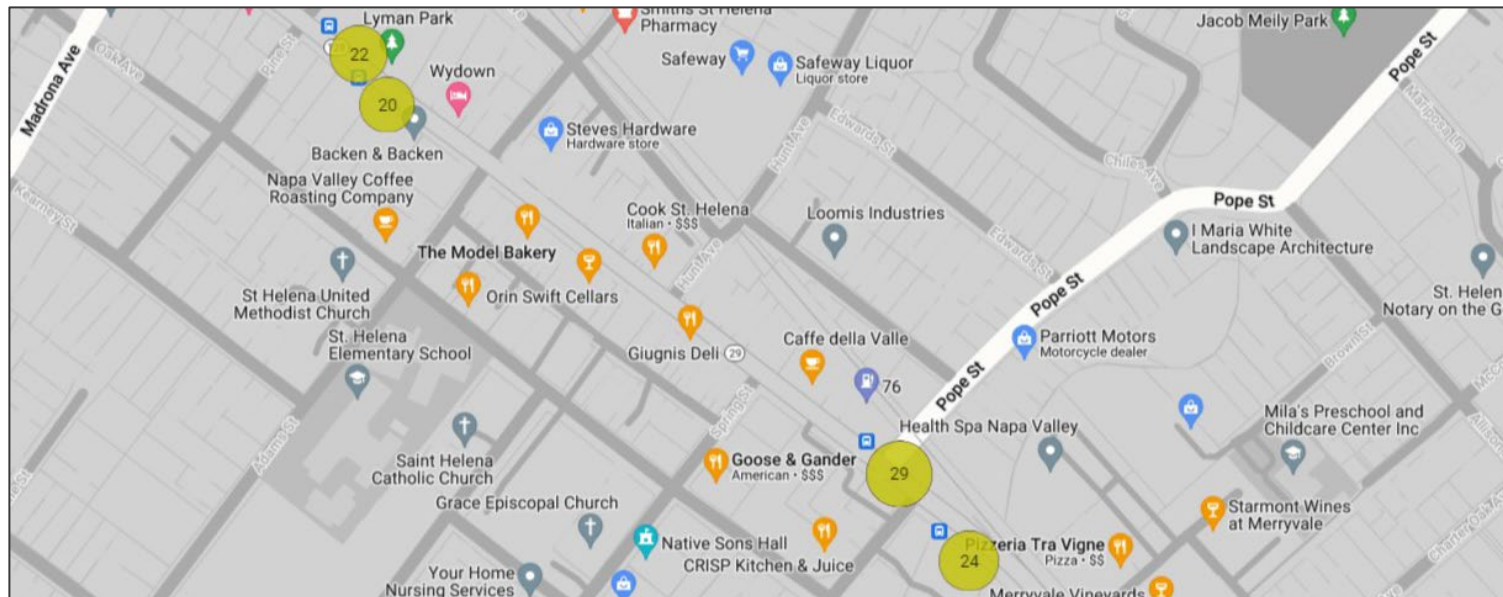 Lyman Park
Smiths St Helena
Pharmacy
Jacob Meily Park
22
Pine St
Oak Ave
Madrona Ave
Safeway
Safeway Liquor
Liquor store
Pope St
Wydown
20
Mariposa Ln
Steves Hardware
Hardware store
Edwards St
Hunt Ave
Backen & Backen
Chiles Ave
Napa Valley Coffee
Roasting Company
Kearney St
Pope St
Cook St. Helena
Italian · $$$
Loomis Industries
I Maria White
Landscape Architecture
The Model Bakery
Edwards St
Hunt Ave
St Helena United
Methodist Church
Orin Swift Cellars
Pope St
St. Helen
Notary on the G
St. Helena
Elementary School
Giugnis Deli
29
Caffe della Valle
Parriott Motors
Motorcycle dealer
Brown St
76
Pope St
Spring St
Health Spa Napa Valley
Mila's Preschool and
Childcare Center Inc
Adams St
Saint Helena
Catholic Church
Goose & Gander
American · $$$
29
Grace Episcopal Church
Starmont Wines
at Merryvale
Native Sons Hall
CRISP Kitchen & Juice
Pizzeria Tra Vigne
Pizza · $$
24
Your Home
Nursing Services
Merryvale Vineyards